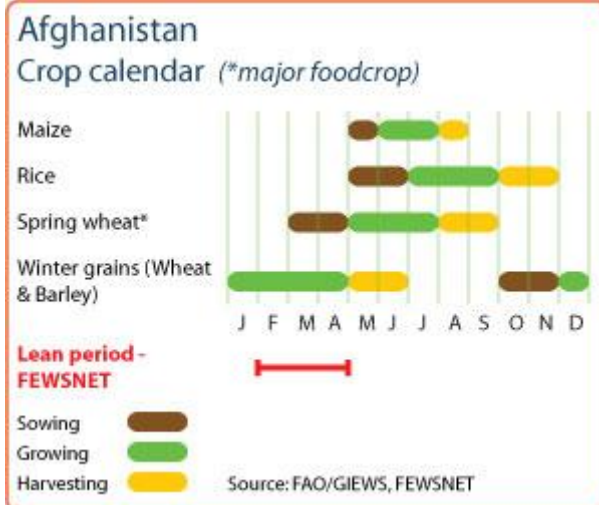 Afghanistan
Crop calendar (*major foodcrop)
Maize
Rice
Spring wheat*
Winter grains (Wheat
& Barley)
J F M A M J J A S O N D
Lean period -
FEWSNET
Sowing
Growing
Harvesting
Source: FAO/GIEWS, FEWSNET